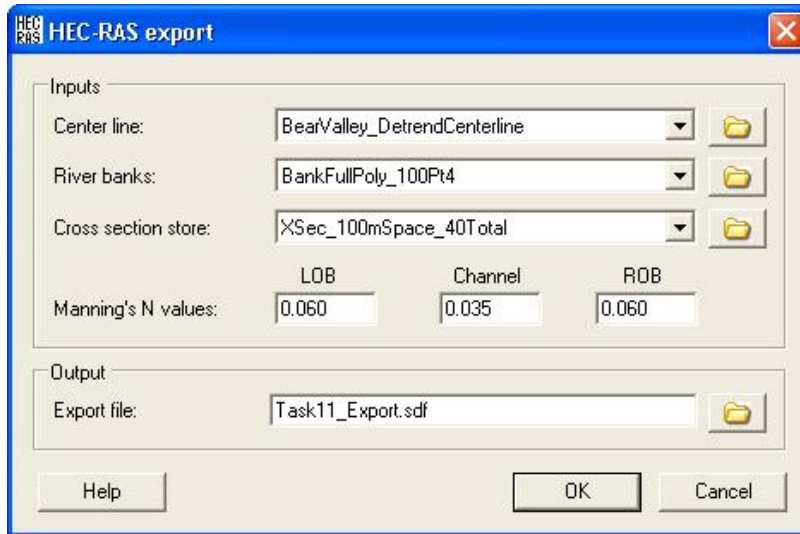 HEC RAS HEC-RAS export
Inputs
Center line: BearValley_DetrendCenterline
River banks: BankFullPoly_100Pt4
Cross section store: XSec_100mSpace_40Total
LOB Channel ROB
Manning's N values: 0.060 0.035 0.060
Output
Export file: Task11_Export.sdf
Help OK Cancel